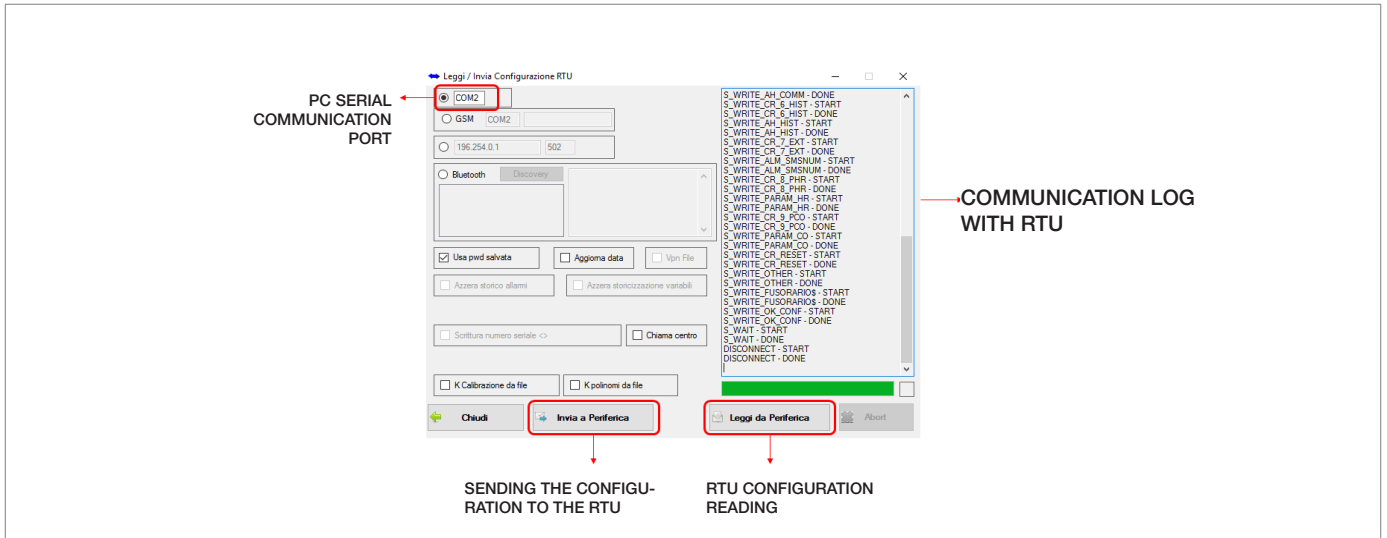 Leggi / Invia Configurazione RTU
PC SERIAL
COMMUNICATION
PORT
COM2
GSM COM2
196.254.0.1 502
Bluetooth Discovery
Usa pwd salvata Aggiorna data Vpn File
Azzera storico allarmi Azzera storicizzazione variabili
Scrittura numero seriale <> Chiama centro
K Calibrazione da file K polinomi da file
S_WRITE_AH_COMM - DONE
S_WRITE_CR_6_HIST - START
S_WRITE_CR_6_HIST - DONE
S_WRITE_AH_HIST - START
S_WRITE_AH_HIST - DONE
S_WRITE_CR_7_EXT - START
S_WRITE_CR_7_EXT - DONE
S_WRITE_ALM_SMSNUM - START
S_WRITE_ALM_SMSNUM - DONE
S_WRITE_CR_8_PHR - START
S_WRITE_CR_8_PHR - DONE
S_WRITE_PARAM_HR - START
S_WRITE_PARAM_HR - DONE
S_WRITE_CR_9_PCO - START
S_WRITE_CR_9_PCO - DONE
S_WRITE_PARAM_CO - START
S_WRITE_PARAM_CO - DONE
S_WRITE_CR_RESET - START
S_WRITE_CR_RESET - DONE
S_WRITE_OTHER - START
S_WRITE_OTHER - DONE
S_WRITE_FUSORARIO$ - START
S_WRITE_FUSORARIO$ - DONE
S_WRITE_OK_CONF - START
S_WRITE_OK_CONF - DONE
S_WAIT - START
S_WAIT - DONE
DISCONNECT - START
DISCONNECT - DONE
COMMUNICATION LOG
WITH RTU
Chiudi Invia a Periferica Leggi da Periferica Abort
SENDING THE CONFIGU-
RATION TO THE RTU
RTU CONFIGURATION
READING